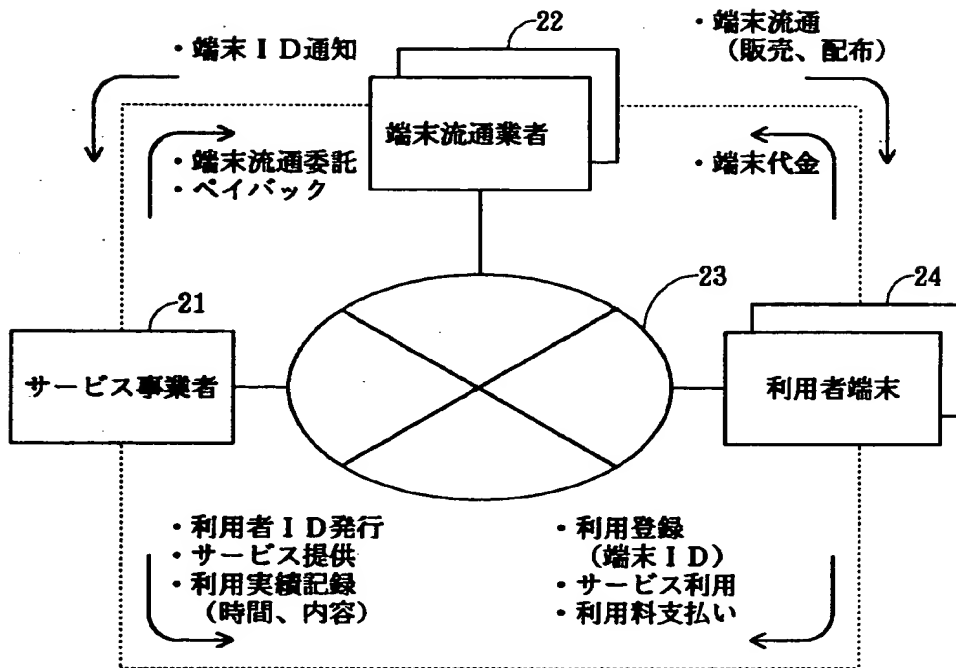 22
・端末ＩＤ通知
・端末流通
（販売、配布）
端末流通業者
・端末流通委託
・ペイバック
・端末代金
21
23
24
サービス事業者
利用者端末
・利用者ＩＤ発行
・サービス提供
・利用実績記録
（時間、内容）
・利用登録
（端末ＩＤ）
・サービス利用
・利用料支払い